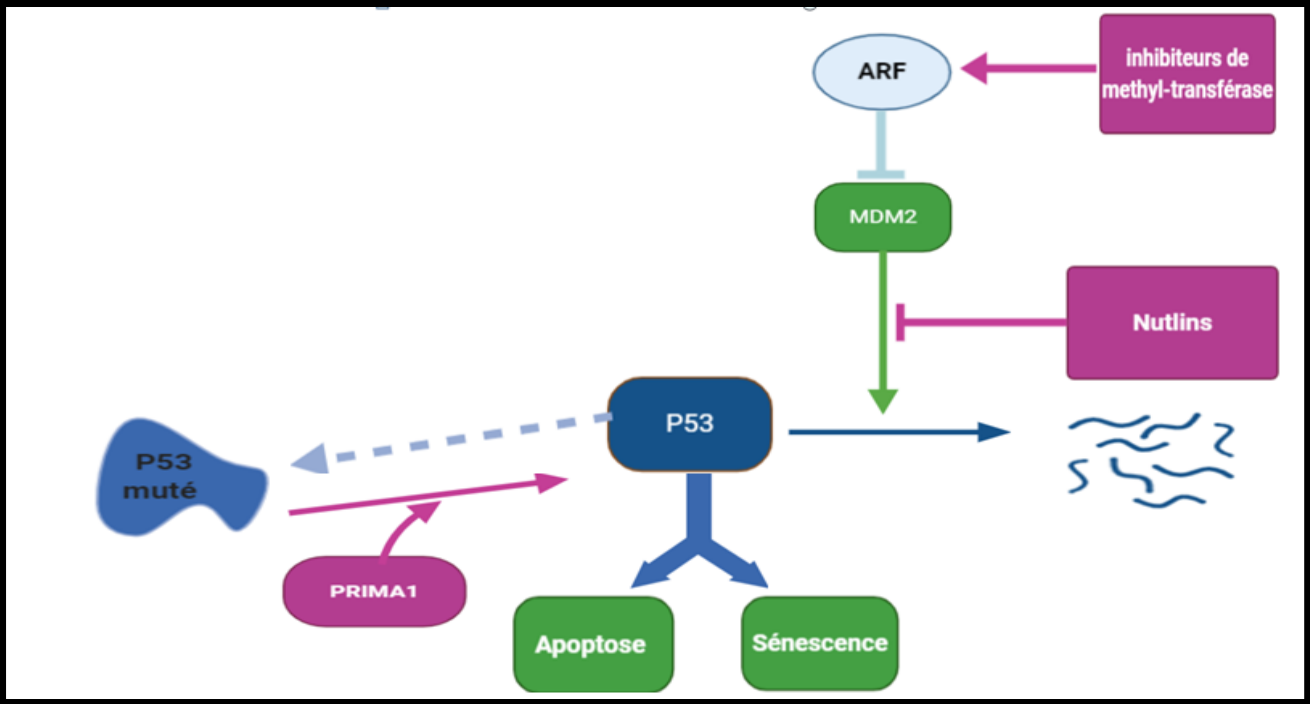 ARF
inhibiteurs de
methyl-transférase
MDM2
Nutlins
P53
P53
muté
PRIMA1
Apoptose
Sénescence